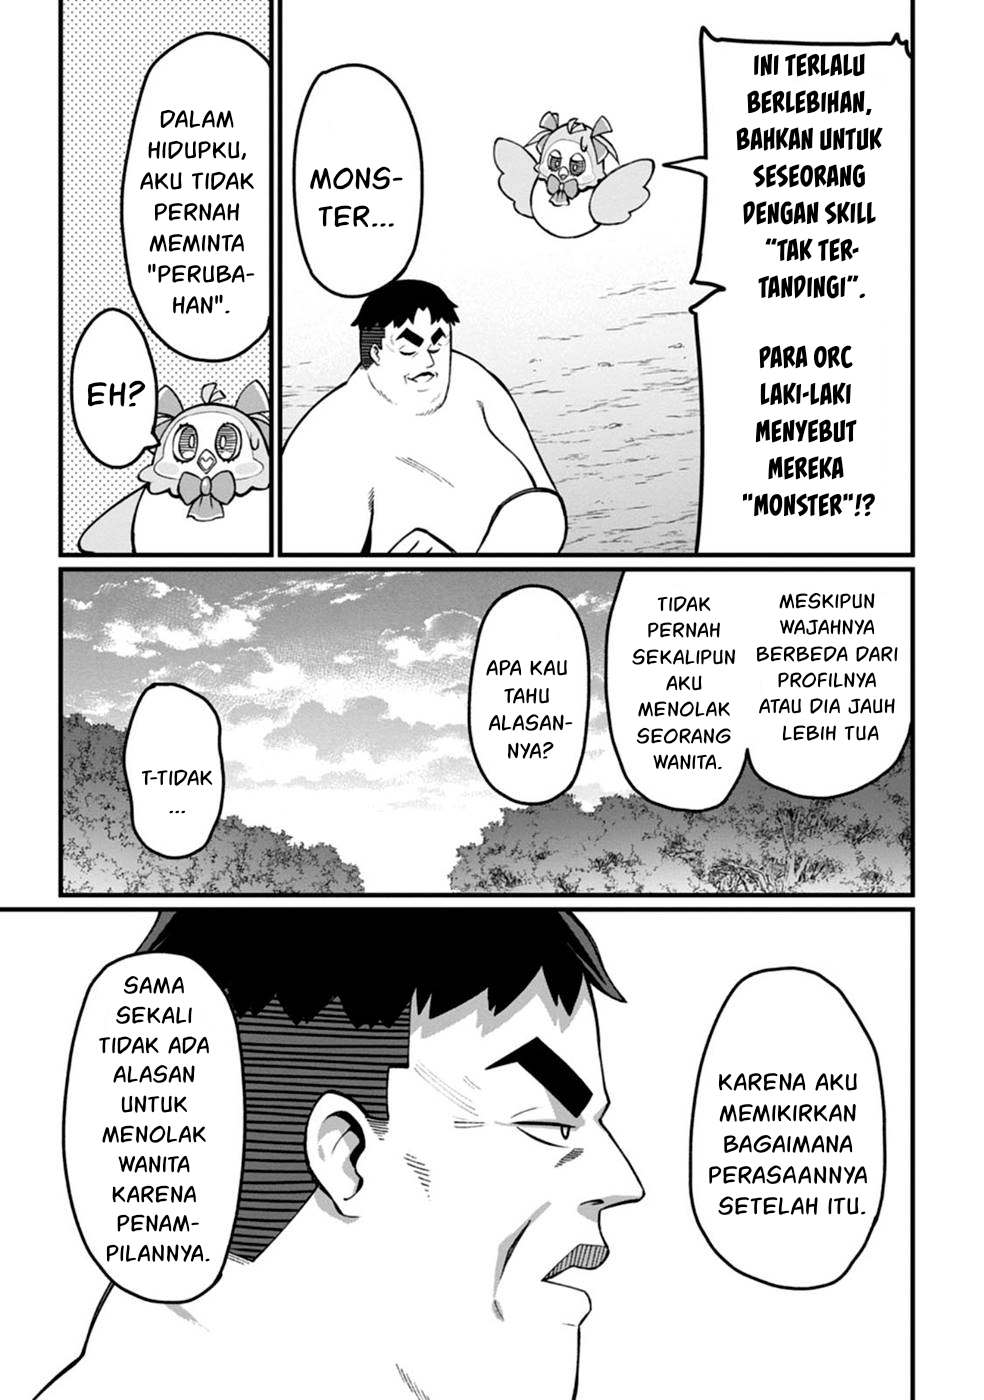 INI TERLALU
BERLEBIHAN,
BAHKAN UNTUK
SESEORANG
DENGAN SKILL
“TAK TER-
TANDINGI”.
PARA ORC
LAKI-LAKI
MENYEBUT
MEREKA
"MONSTER"!?
MONS-
TER...
DALAM
HIDUPKU,
AKU TIDAK
PERNAH
MEMINTA
"PERUBA-
HAN".
EH?
MESKIPUN
WAJAHNYA
BERBEDA DARI
PROFILNYA
ATAU DIA JAUH
LEBIH TUA
TIDAK
PERNAH
SEKALIPUN
AKU
MENOLAK
SEORANG
WANITA.
APA KAU
TAHU
ALASAN-
NYA?
T-TIDAK
...
KARENA AKU
MEMIKIRKAN
BAGAIMANA
PERASAANNYA
SETELAH ITU.
SAMA
SEKALI
TIDAK ADA
ALASAN
UNTUK
MENOLAK
WANITA
KARENA
PENAM-
PILANNYA.